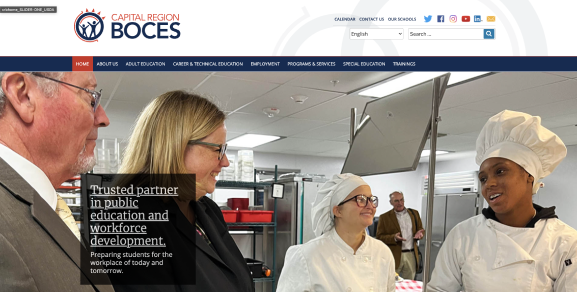 cricketns_SLIDER-ONE_USDA
CAPITAL REGION
BOCES
CALENDAR CONTACT US OUR SCHOOLS
English
Search ...
HOME ABOUT US ADULT EDUCATION CAREER & TECHNICAL EDUCATION EMPLOYMENT PROGRAMS & SERVICES SPECIAL EDUCATION TRAININGS
Trusted partner
in public
education and
workforce
development.
Preparing students for the
workplace of today and
tomorrow.